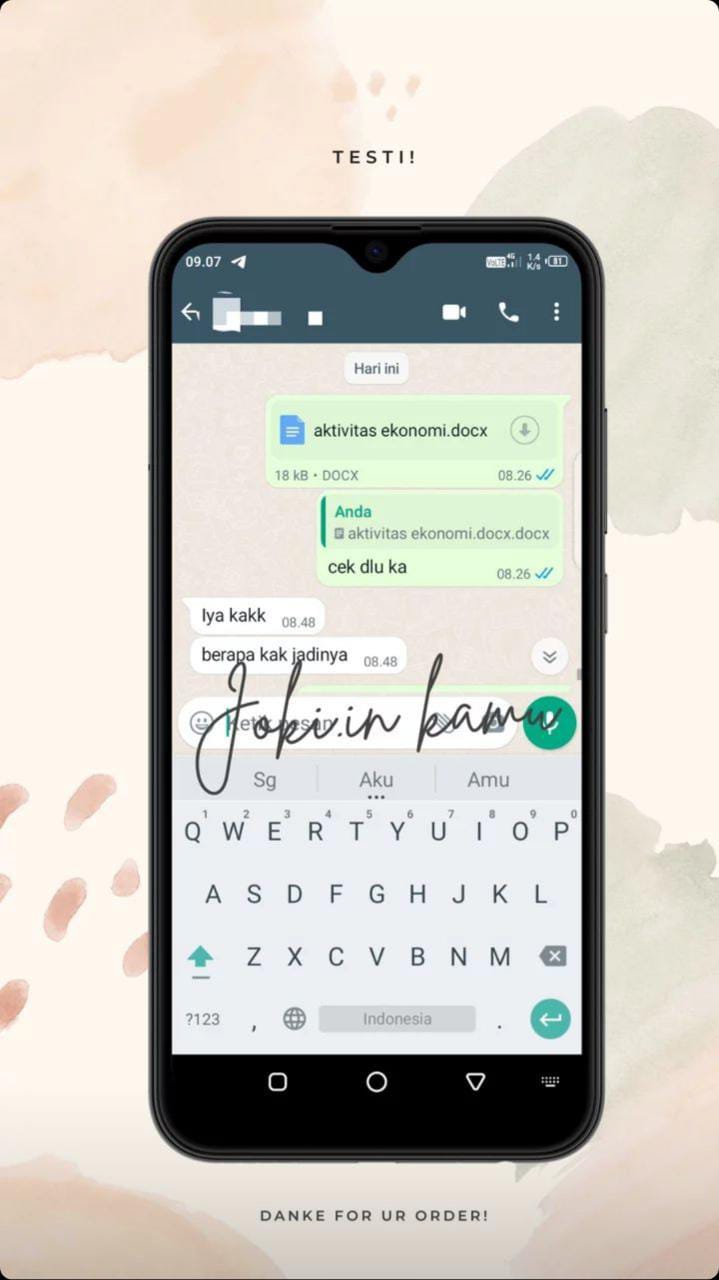 TESTI!
09.07
VoLTE 4G 1.4 K/s 81
Hari ini
aktivitas ekonomi.docx
18 kB • DOCX 08.26
Anda
aktivitas ekonomi.docx.docx
cek dlu ka 08.26
Iya kakk 08.48
berapa kak jadinya 08.48
Ketik pesan
Joki.in kamu
Sg Aku Amu
1 2 3 4 5 6 7 8 9 0
Q W E R T Y U I O P
A S D F G H J K L
Z X C V B N M
?123 , Indonesia .
DANKE FOR UR ORDER!